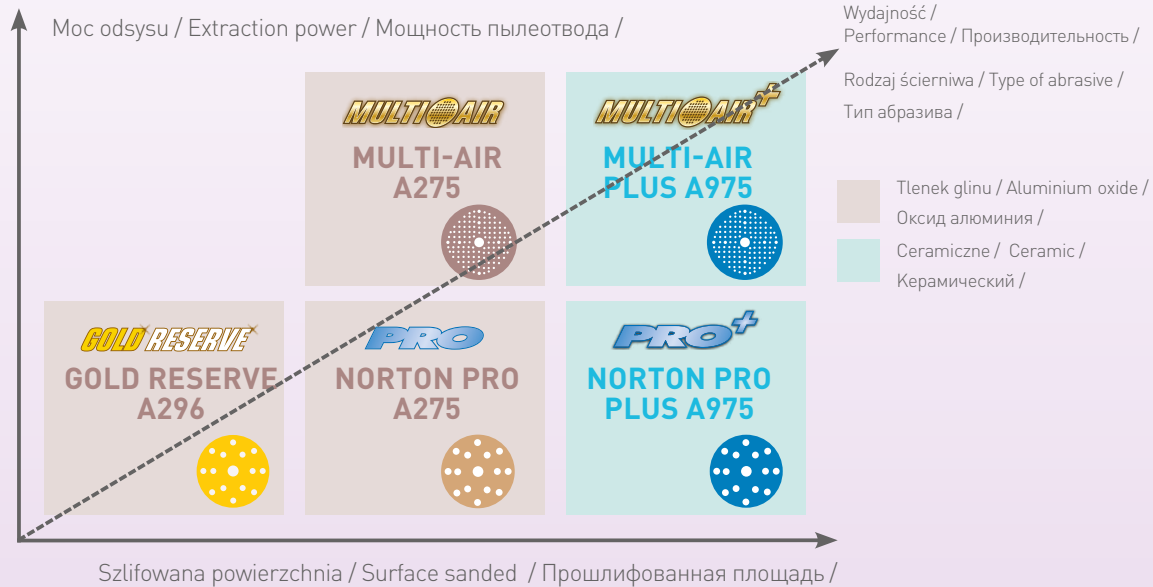 Moc odsysu / Extraction power / Мощность пылеотвода /
Wydajność /
Performance / Производительность /
Rodzaj ścierniwa / Type of abrasive /
Тип абразива /
MULTI AIR
MULTI-AIR
A275
MULTI AIR+
MULTI-AIR
PLUS A975
Tlenek glinu / Aluminium oxide /
Оксид алюминия /
Ceramiczne / Ceramic /
Керамический /
GOLD RESERVE
GOLD RESERVE
A296
PRO
NORTON PRO
A275
PRO+
NORTON PRO
PLUS A975
Szlifowana powierzchnia / Surface sanded / Прошлифованная площадь /